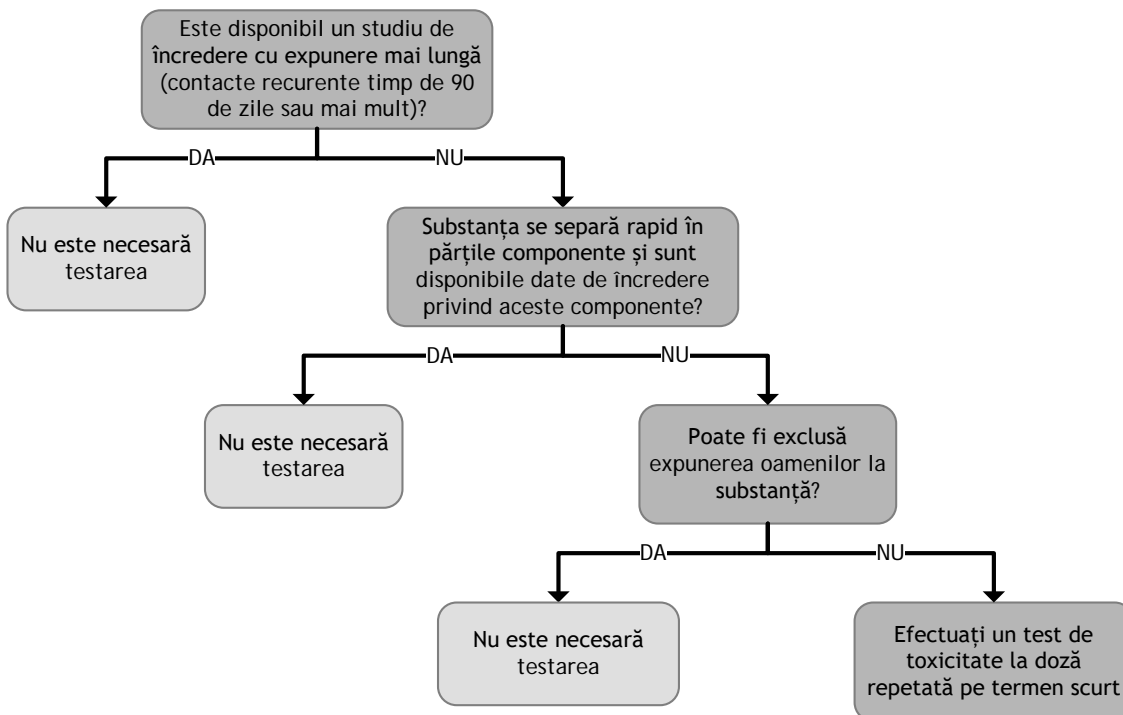 Este disponibil un studiu de
încredere cu expunere mai lungă
(contacte recurente timp de 90
de zile sau mai mult)?
DA
NU
Nu este necesară
testarea
Substanța se separă rapid în
părțile componente și sunt
disponibile date de încredere
privind aceste componente?
DA
NU
Nu este necesară
testarea
Poate fi exclusă
expunerea oamenilor la
substanță?
DA
NU
Nu este necesară
testarea
Efectuați un test de
toxicitate la doză
repetată pe termen scurt